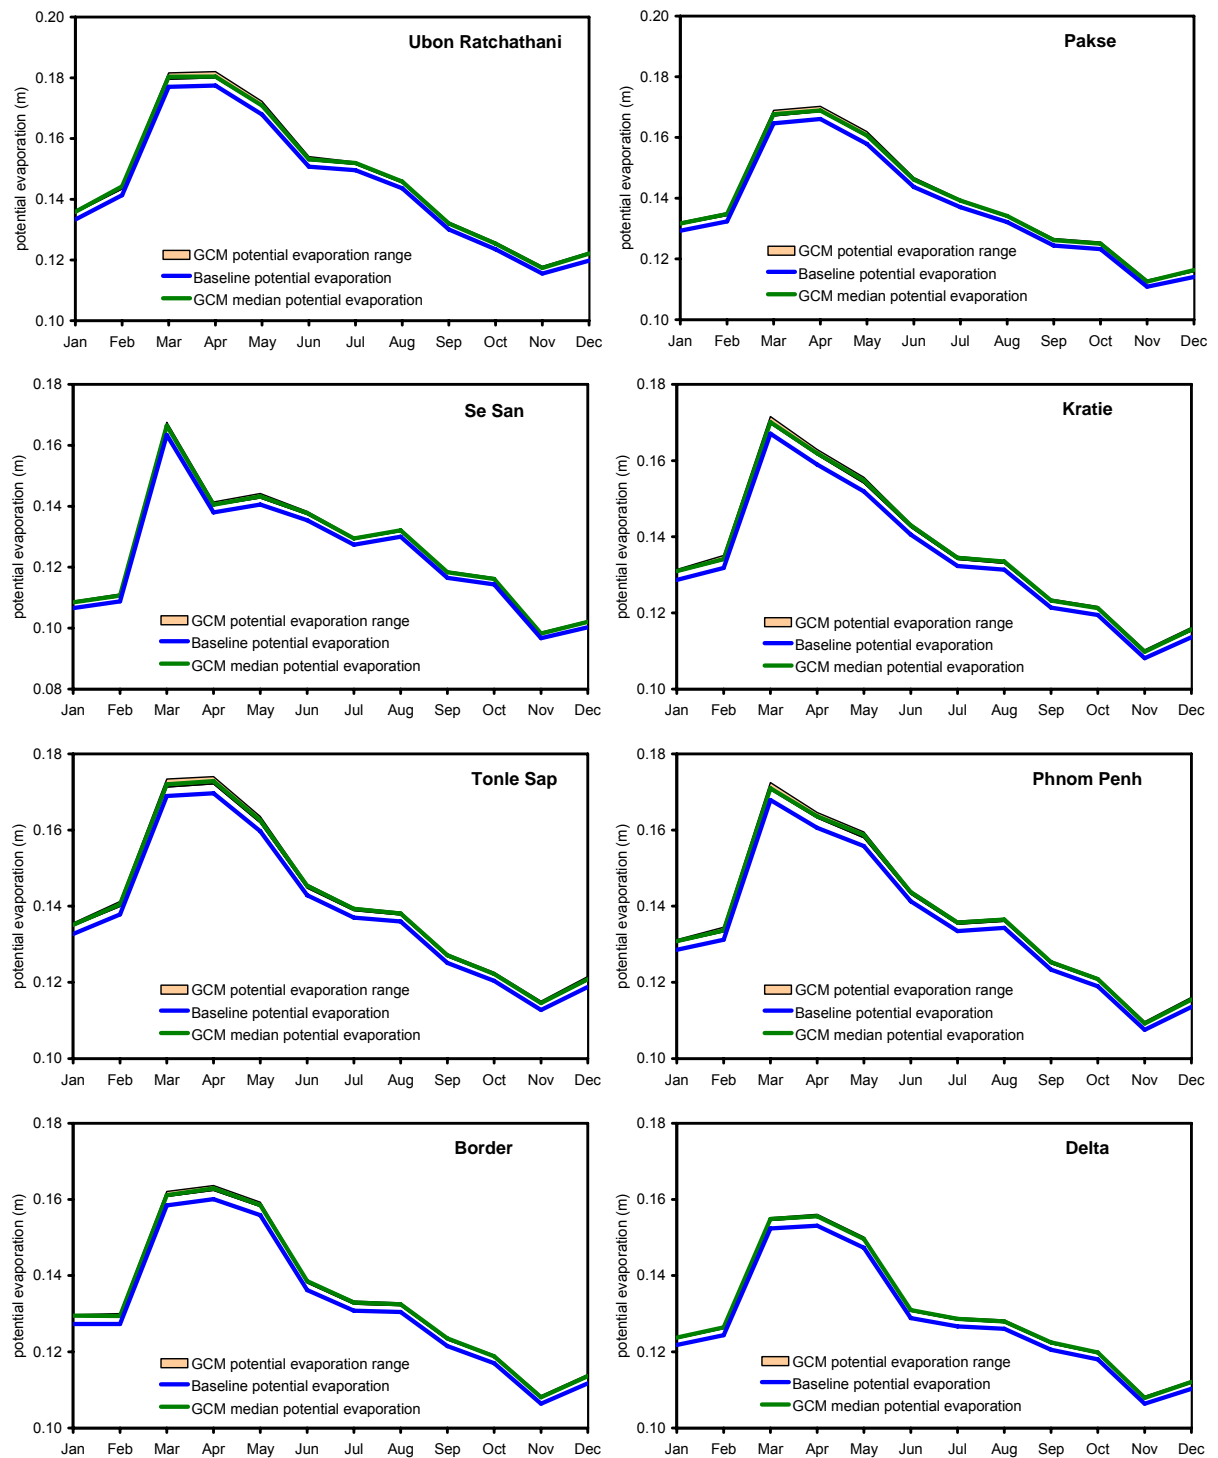 Ubon Ratchathani
potential evaporation (m)
0.20
0.18
0.16
0.14
0.12
0.10
GCM potential evaporation range
Baseline potential evaporation
GCM median potential evaporation
Jan Feb Mar Apr May Jun Jul Aug Sep Oct Nov Dec
Pakse
potential evaporation (m)
0.20
0.18
0.16
0.14
0.12
0.10
GCM potential evaporation range
Baseline potential evaporation
GCM median potential evaporation
Jan Feb Mar Apr May Jun Jul Aug Sep Oct Nov Dec
Se San
potential evaporation (m)
0.18
0.16
0.14
0.12
0.10
0.08
GCM potential evaporation range
Baseline potential evaporation
GCM median potential evaporation
Jan Feb Mar Apr May Jun Jul Aug Sep Oct Nov Dec
Kratie
potential evaporation (m)
0.18
0.16
0.14
0.12
0.10
GCM potential evaporation range
Baseline potential evaporation
GCM median potential evaporation
Jan Feb Mar Apr May Jun Jul Aug Sep Oct Nov Dec
Tonle Sap
potential evaporation (m)
0.18
0.16
0.14
0.12
0.10
GCM potential evaporation range
Baseline potential evaporation
GCM median potential evaporation
Jan Feb Mar Apr May Jun Jul Aug Sep Oct Nov Dec
Phnom Penh
potential evaporation (m)
0.18
0.16
0.14
0.12
0.10
GCM potential evaporation range
Baseline potential evaporation
GCM median potential evaporation
Jan Feb Mar Apr May Jun Jul Aug Sep Oct Nov Dec
Border
potential evaporation (m)
0.18
0.16
0.14
0.12
0.10
GCM potential evaporation range
Baseline potential evaporation
GCM median potential evaporation
Jan Feb Mar Apr May Jun Jul Aug Sep Oct Nov Dec
Delta
potential evaporation (m)
0.18
0.16
0.14
0.12
0.10
GCM potential evaporation range
Baseline potential evaporation
GCM median potential evaporation
Jan Feb Mar Apr May Jun Jul Aug Sep Oct Nov Dec